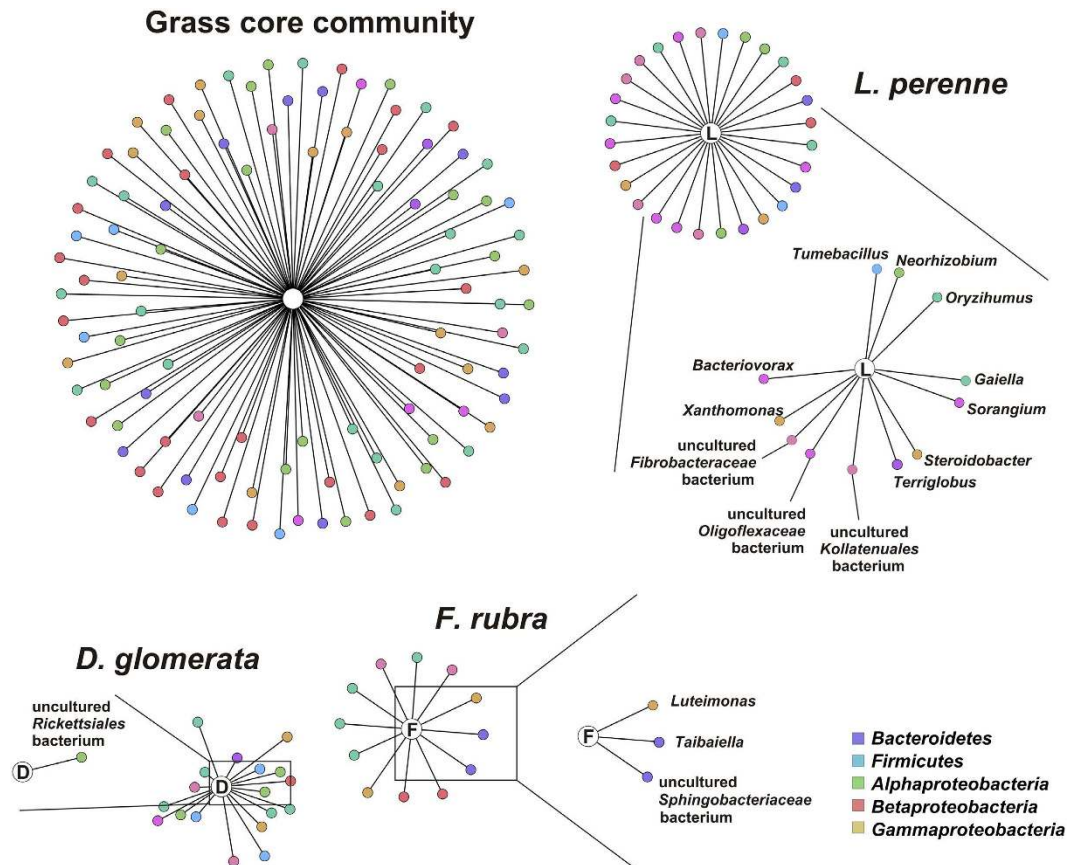 Grass core community
L. perenne
L
Tumebacillus
Neorhizobium
Oryzihumus
L
Bacteriovorax
Gaiella
Sorangium
Xanthomonas
uncultured
Fibrobacteraceae
bacterium
Steroidobacter
Terriglobus
uncultured
Oligoflexaceae
bacterium
uncultured
Kollatenuales
bacterium
F. rubra
D. glomerata
uncultured
Rickettsiales
bacterium
D
D
F
F
Luteimonas
Taibaiella
uncultured
Sphingobacteriaceae
bacterium
Bacteroidetes
Firmicutes
Alphaproteobacteria
Betaproteobacteria
Gammaproteobacteria